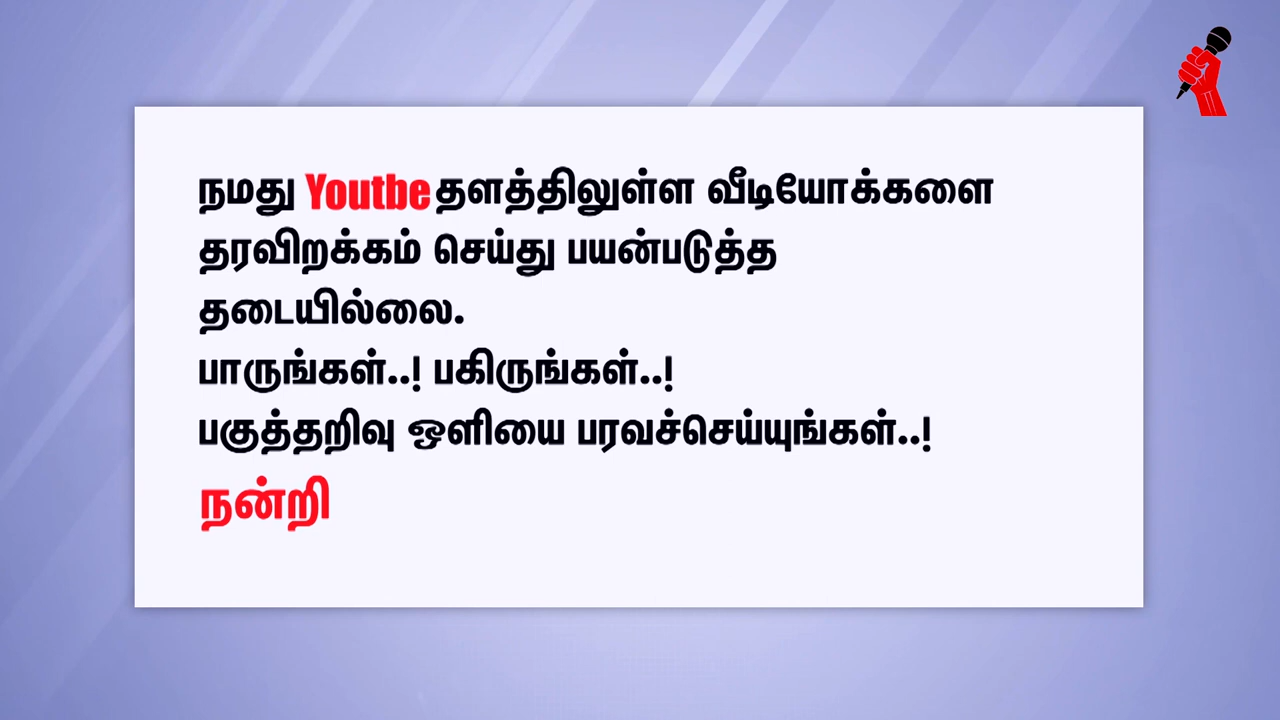 நமது Youtbe தளத்திலுள்ள வீடியோக்களை
தரவிறக்கம் செய்து பயன்படுத்த
தடையில்லை.
பாருங்கள்..! பகிருங்கள்..!
பகுத்தறிவு ஒளியை பரவச்செய்யுங்கள்..!
நன்றி